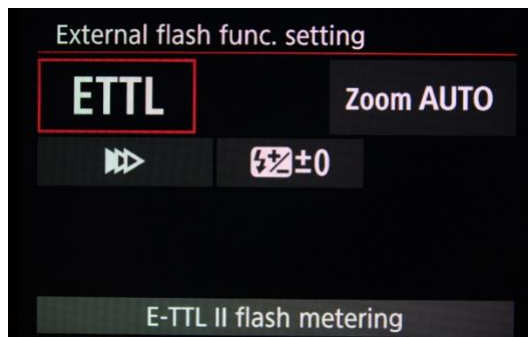 External flash func. setting
ETTL Zoom AUTO
±0
E-TTL II flash metering